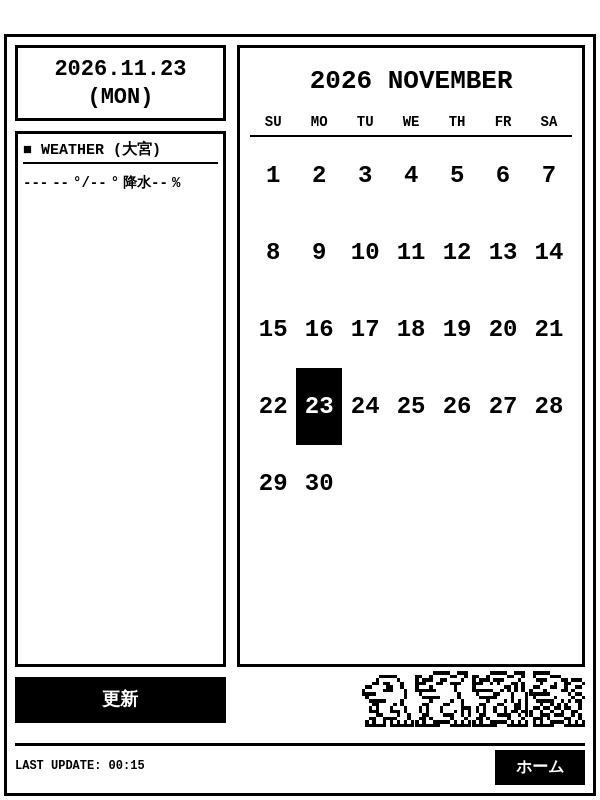 2026.11.23
(MON)
■ WEATHER (大宮)
--- -- °/-- ° 降水-- %
2026 NOVEMBER
SU MO TU WE TH FR SA
1 2 3 4 5 6 7
8 9 10 11 12 13 14
15 16 17 18 19 20 21
22 23 24 25 26 27 28
29 30
更新
LAST UPDATE: 00:15
ホーム